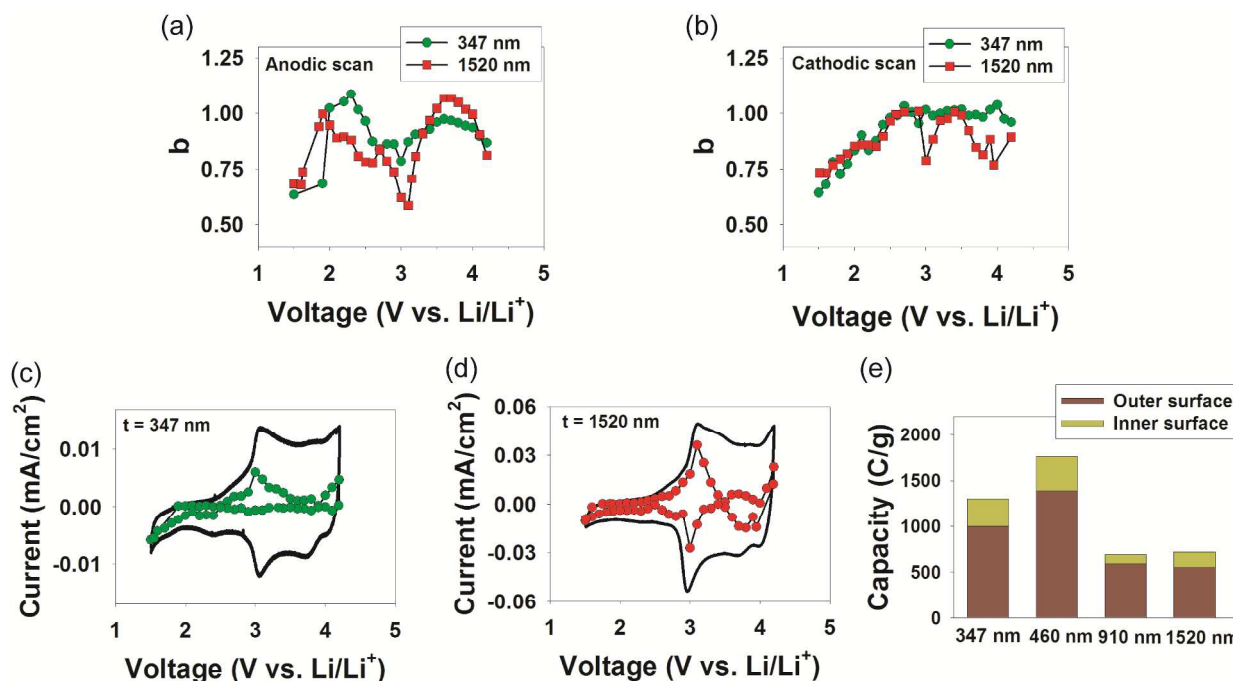 (a)
347 nm
1520 nm
Anodic scan
1.25
1.00
0.75
0.50
b
1 2 3 4 5
Voltage (V vs. Li/Li⁺)
(b)
347 nm
1520 nm
Cathodic scan
1.25
1.00
0.75
0.50
b
1 2 3 4 5
Voltage (V vs. Li/Li⁺)
(c)
t = 347 nm
0.01
0.00
-0.01
Current (mA/cm²)
1 2 3 4 5
Voltage (V vs. Li/Li⁺)
(d)
t = 1520 nm
0.06
0.03
0.00
-0.03
-0.06
Current (mA/cm²)
1 2 3 4 5
Voltage (V vs. Li/Li⁺)
(e)
Outer surface
Inner surface
2000
1500
1000
500
0
Capacity (C/g)
347 nm 460 nm 910 nm 1520 nm